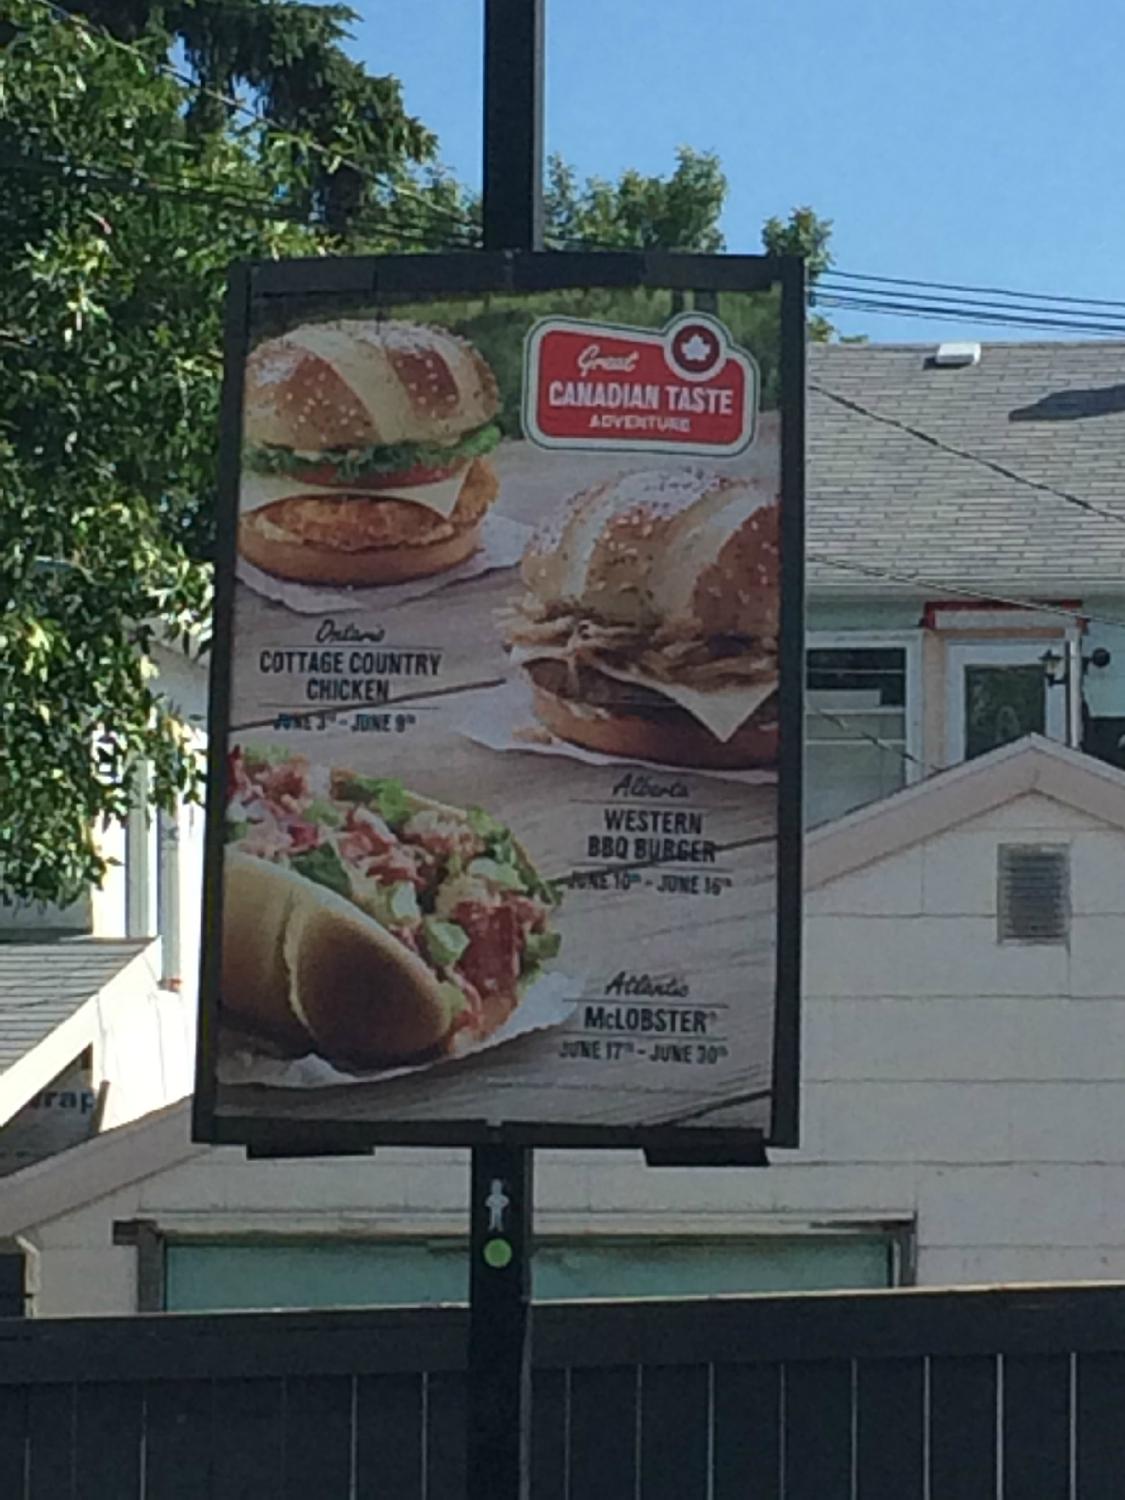 Great
CANADIAN TASTE
ADVENTURE
Ontario
COTTAGE COUNTRY
CHICKEN
JUNE 3rd - JUNE 9th
Alberta
WESTERN
BBQ BURGER
JUNE 10th - JUNE 16th
Atlantic
McLOBSTER®
JUNE 17th - JUNE 30th